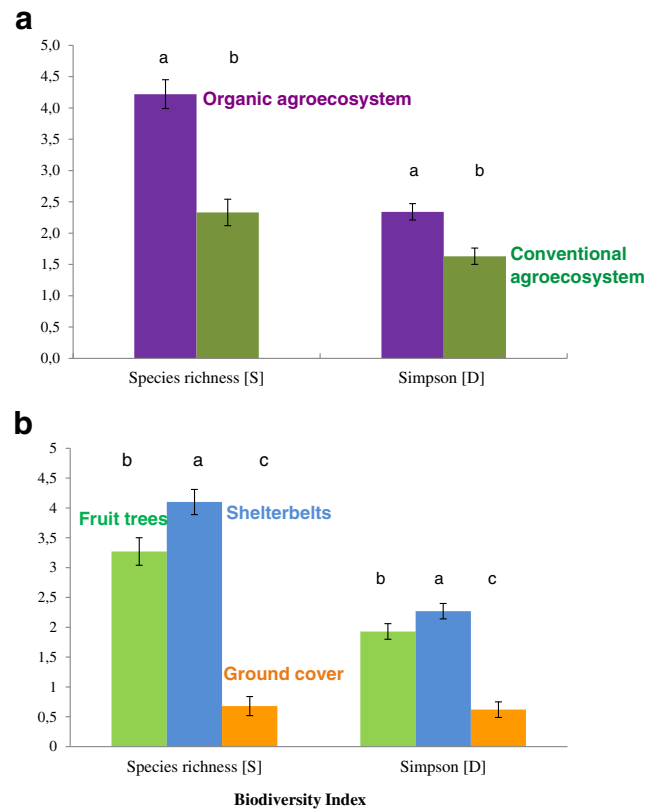 a
5,0
4,5
4,0
3,5
3,0
2,5
2,0
1,5
1,0
0,5
0,0
a b
Organic agroecosystem
a b
Conventional
agroecosystem
Species richness [S] Simpson [D]
b
5
4,5
4
3,5
3
2,5
2
1,5
1
0,5
0
b a c
Fruit trees Shelterbelts
b a c
Ground cover
Species richness [S] Simpson [D]
Biodiversity Index